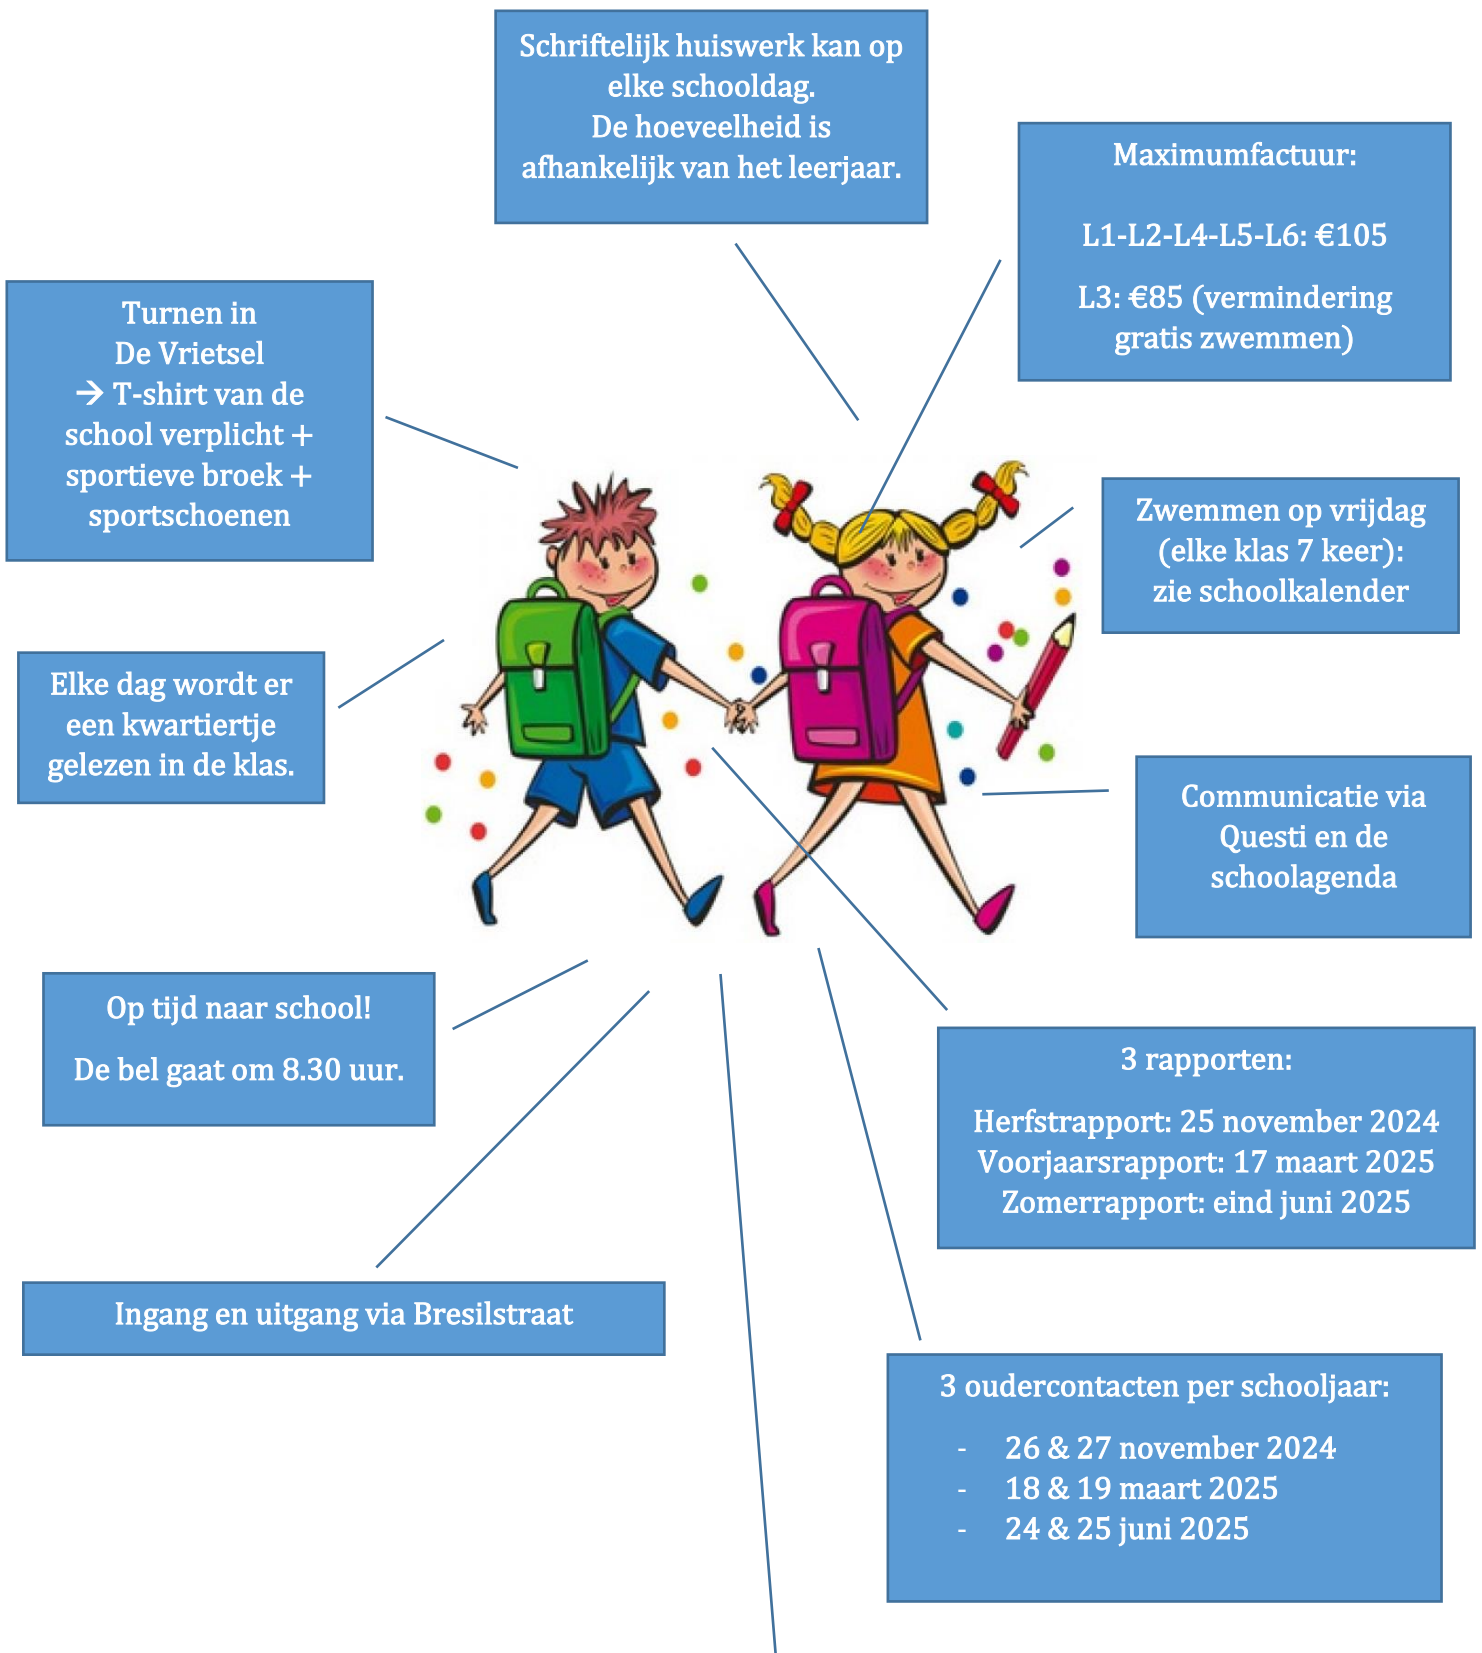 Schriftelijk huiswerk kan op
elke schooldag.
De hoeveelheid is
afhankelijk van het leerjaar.
Maximumfactuur:
L1-L2-L4-L5-L6: €105
L3: €85 (vermindering
gratis zwemmen)
Turnen in
De Vrietsel
→ T-shirt van de
school verplicht +
sportieve broek +
sportschoenen
Zwemmen op vrijdag
(elke klas 7 keer):
zie schoolkalender
Elke dag wordt er
een kwartiertje
gelezen in de klas.
Communicatie via
Questi en de
schoolagenda
Op tijd naar school!
De bel gaat om 8.30 uur.
3 rapporten:
Herfstrapport: 25 november 2024
Voorjaarsrapport: 17 maart 2025
Zomerrapport: eind juni 2025
Ingang en uitgang via Bresilstraat
3 oudercontacten per schooljaar:
- 26 & 27 november 2024
- 18 & 19 maart 2025
- 24 & 25 juni 2025